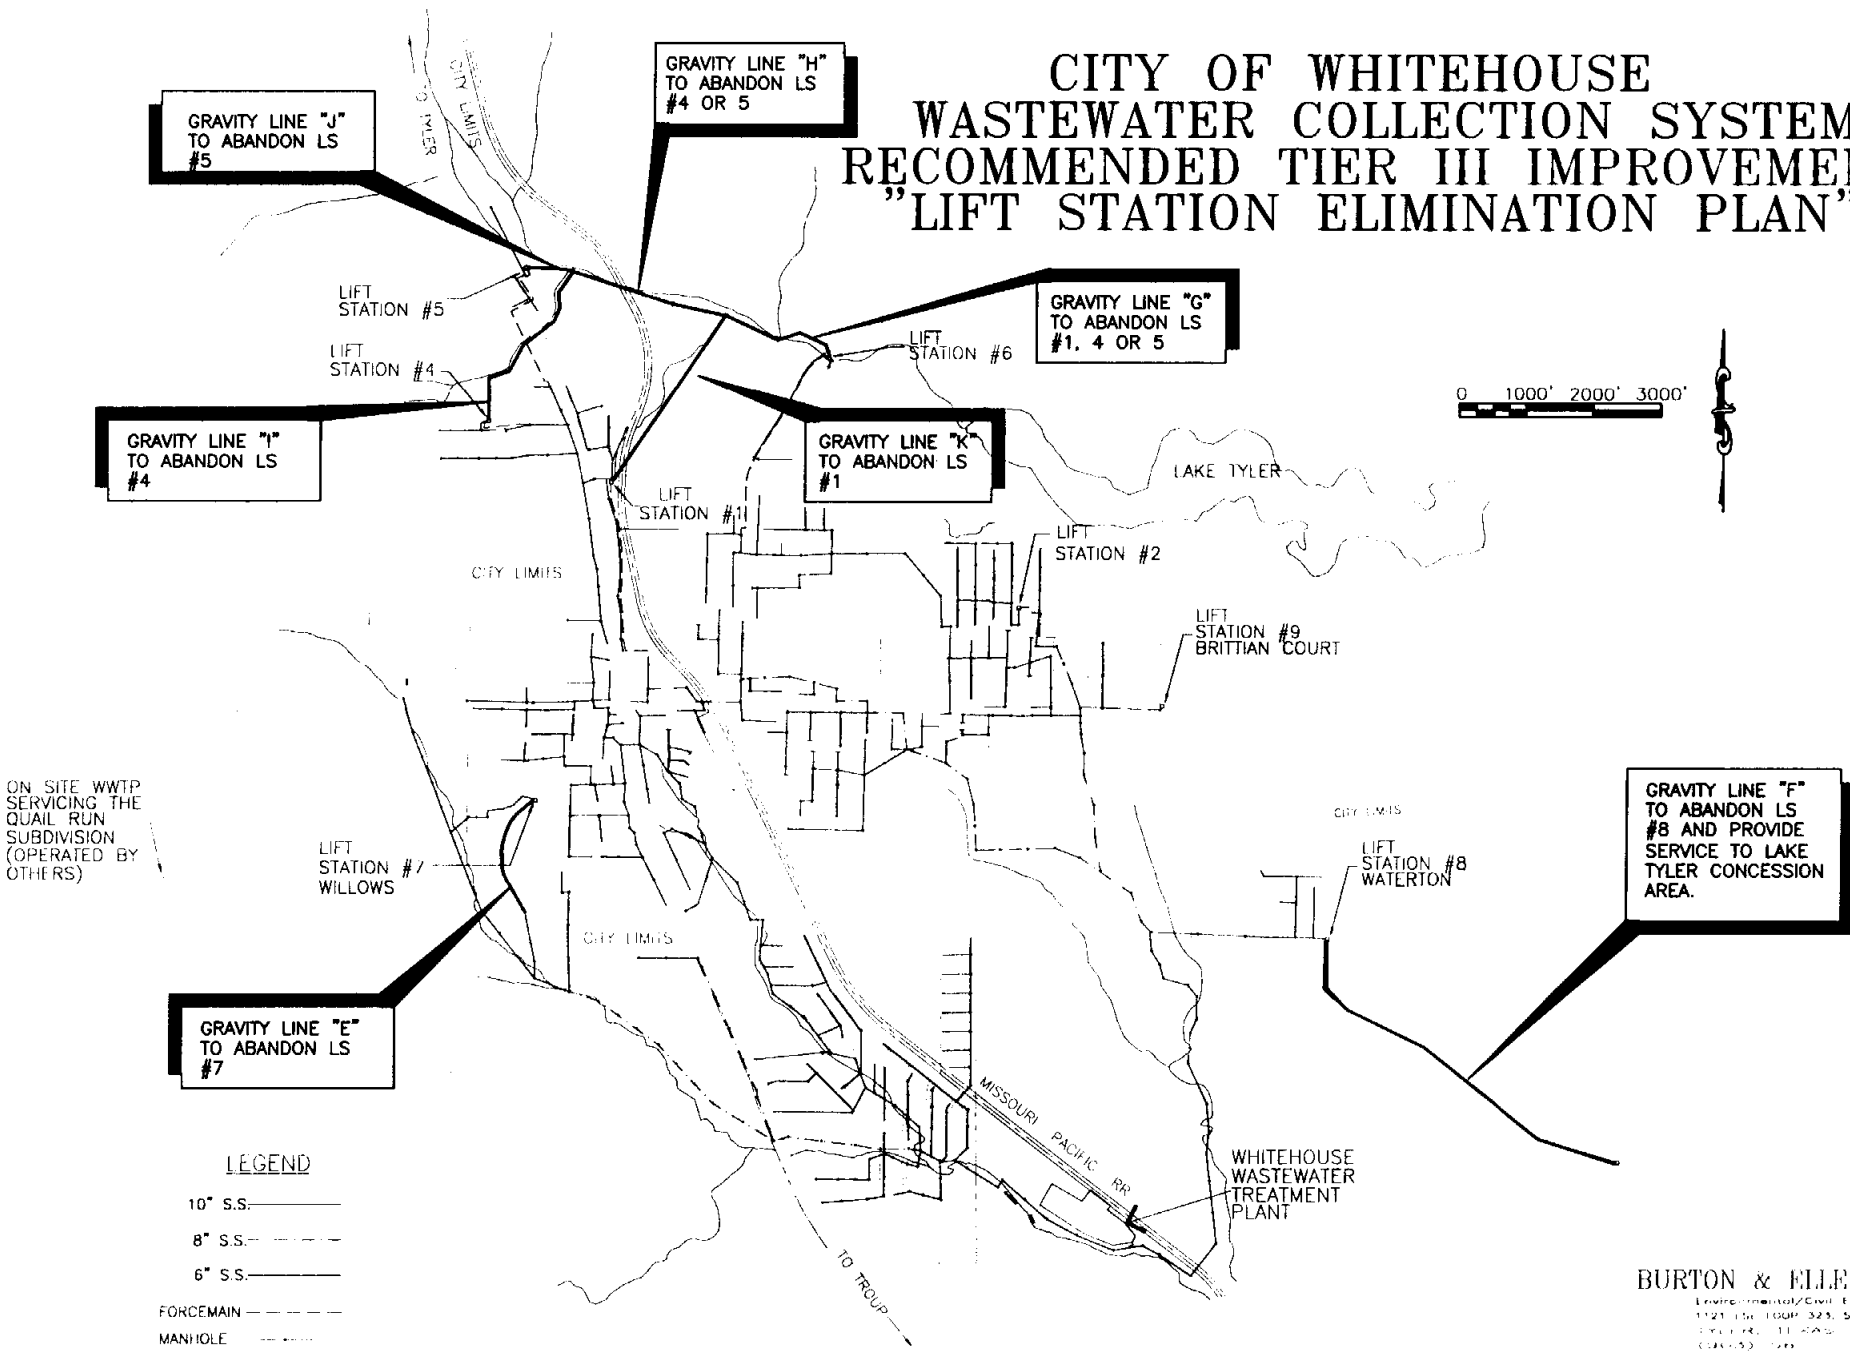 CITY OF WHITEHOUSE
WASTEWATER COLLECTION SYSTEM
RECOMMENDED TIER III
"LIFT STATION ELIMINATION PLAN"
GRAVITY LINE "J"
TO ABANDON LS
#5
GRAVITY LINE "H"
TO ABANDON LS
#4 OR 5
TO TYLER
CITY LIMITS
GRAVITY LINE "G"
TO ABANDON LS
#1, 4 OR 5
LIFT
STATION #5
LIFT
STATION #4
LIFT
STATION #6
0 1000' 2000' 3000'
GRAVITY LINE "I"
TO ABANDON LS
#4
GRAVITY LINE "K"
TO ABANDON LS
#1
LAKE TYLER
LIFT
STATION #1
LIFT
STATION #2
CITY LIMITS
LIFT
STATION #9
BRITTIAN COURT
ON SITE WWTP
SERVICING THE
QUAIL RUN
SUBDIVISION
(OPERATED BY
OTHERS)
LIFT
STATION #7
WILLOWS
CITY LIMITS
LIFT
STATION #8
WATERTON
GRAVITY LINE "F"
TO ABANDON LS
#8 AND PROVIDE
SERVICE TO LAKE
TYLER CONCESSION
AREA.
CITY LIMITS
GRAVITY LINE "E"
TO ABANDON LS
#7
MISSOURI PACIFIC RR
WHITEHOUSE
WASTEWATER
TREATMENT
PLANT
TO TROUP
LEGEND
10" S.S.
8" S.S.
6" S.S.
FORCEMAIN
MANHOLE
BURTON &